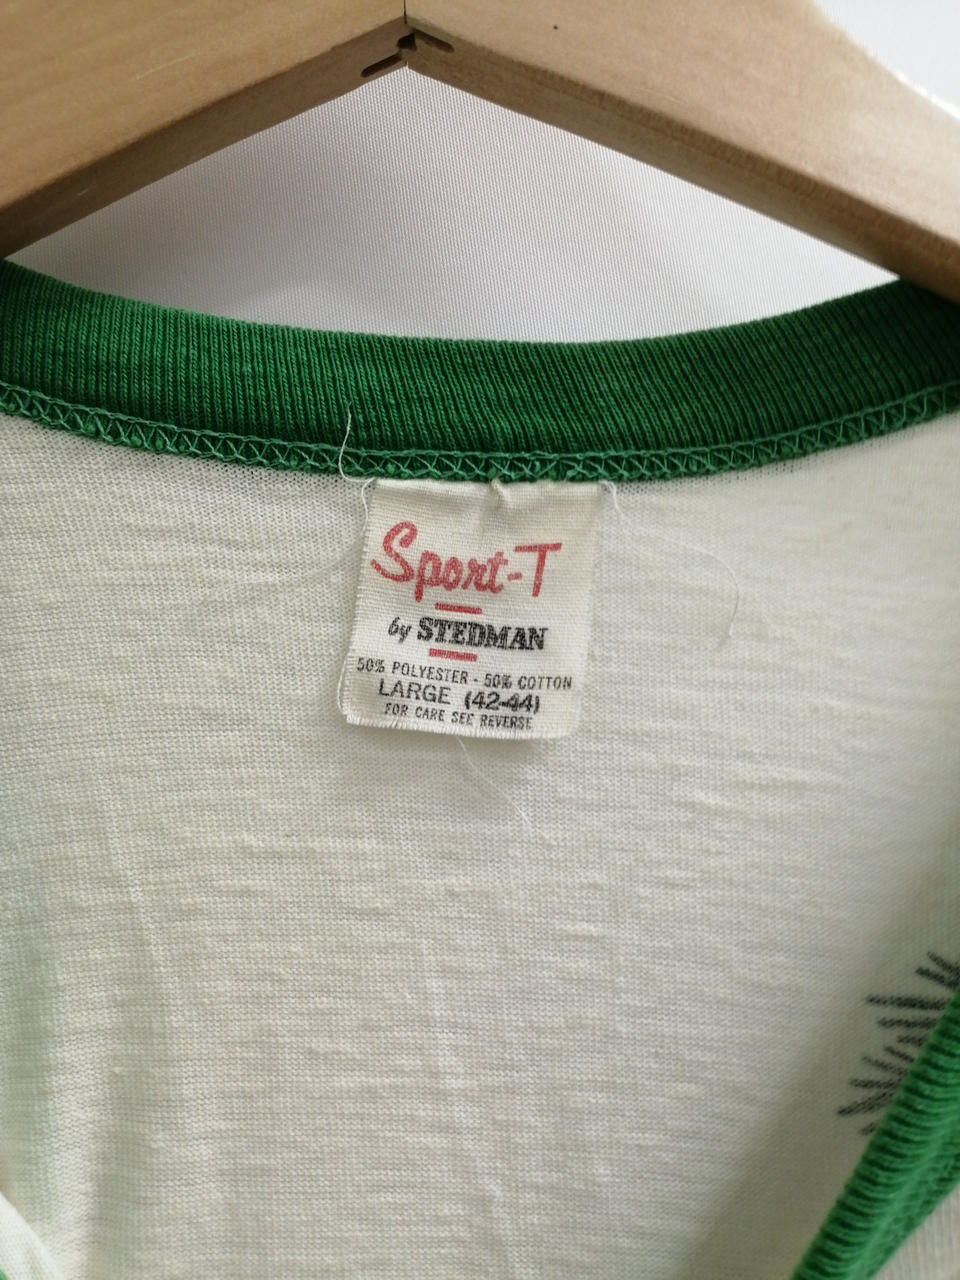 Sport-T
by STEDMAN
50% POLYESTER - 50% COTTON
LARGE (42-44)
FOR CARE SEE REVERSE